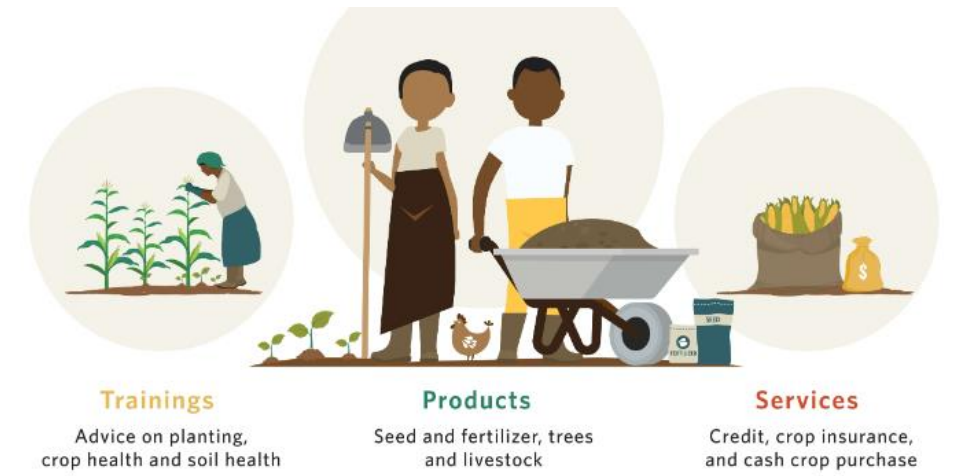 $
SEED
Trainings
Advice on planting,
crop health and soil health
Products
Seed and fertilizer, trees
and livestock
Services
Credit, crop insurance,
and cash crop purchase